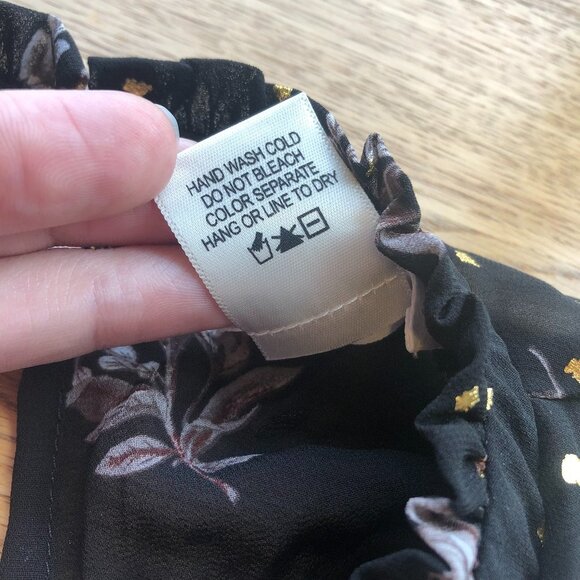 HAND WASH COLD
DO NOT BLEACH
COLOR SEPARATE
HANG OR LINE TO DRY